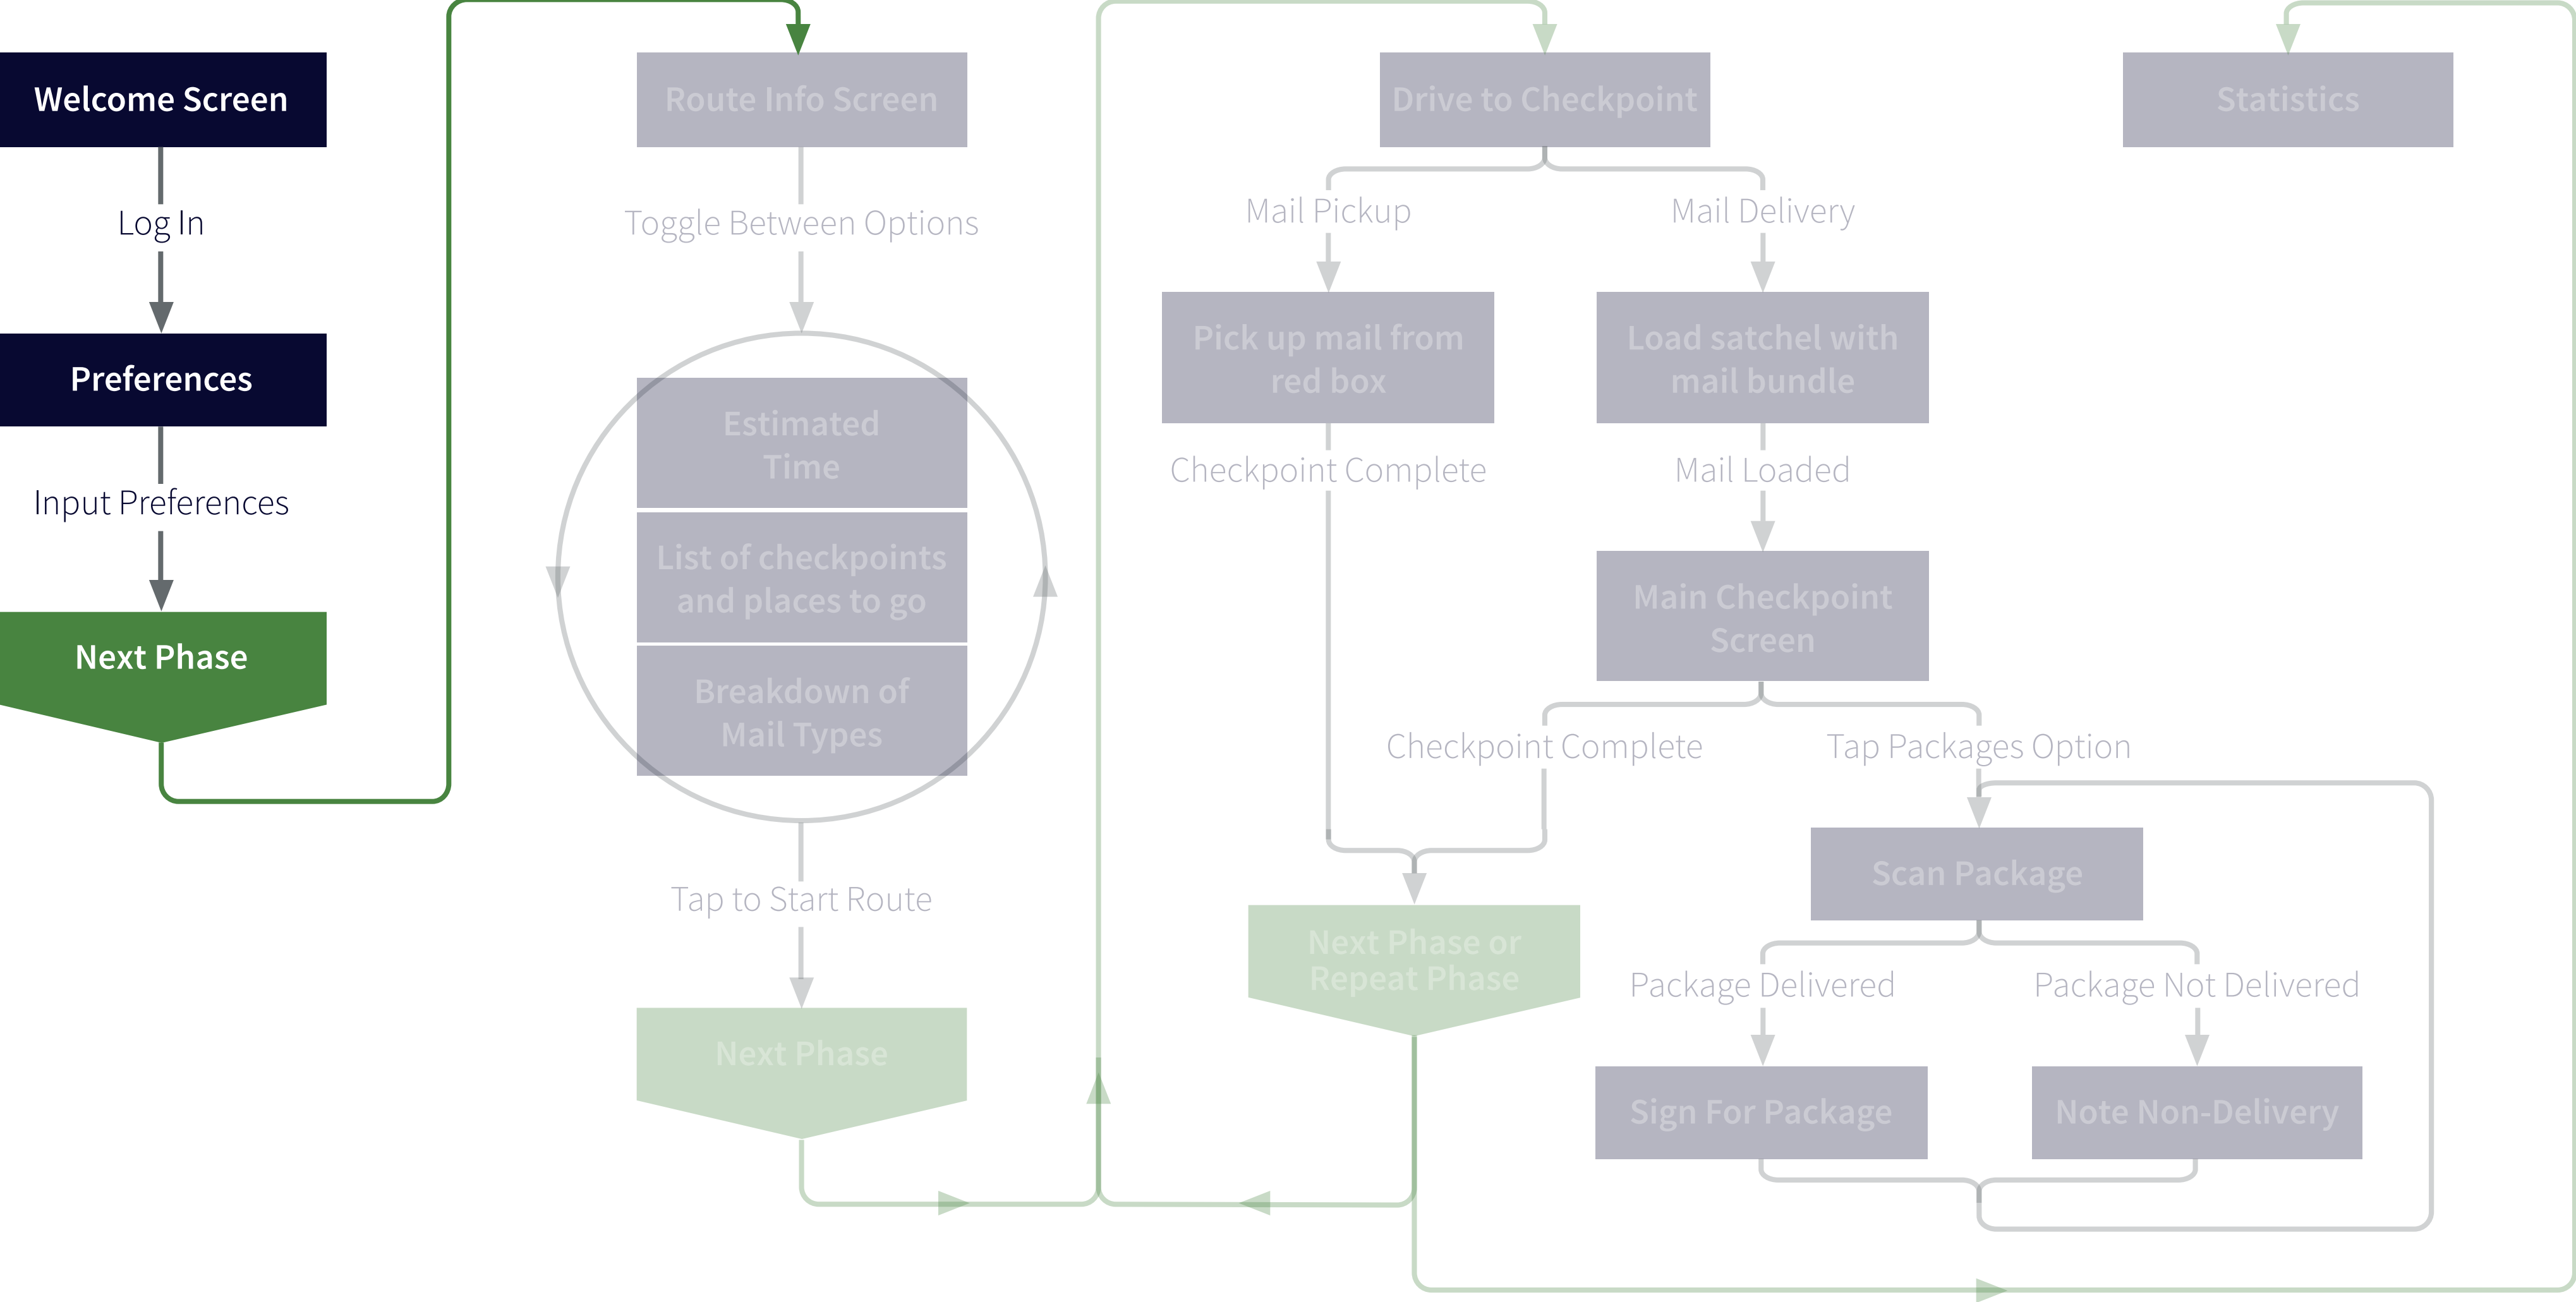 Welcome Screen
Log In
Preferences
Input Preferences
Next Phase
Route Info Screen
Toggle Between Options
Estimated
Time
List of checkpoints
and places to go
Breakdown of
Mail Types
Tap to Start Route
Next Phase
Drive to Checkpoint
Mail Pickup
Mail Delivery
Pick up mail from
red box
Load satchel with
mail bundle
Checkpoint Complete
Mail Loaded
Main Checkpoint
Screen
Checkpoint Complete
Tap Packages Option
Scan Package
Next Phase or
Repeat Phase
Package Delivered
Package Not Delivered
Sign For Package
Note Non-Delivery
Statistics